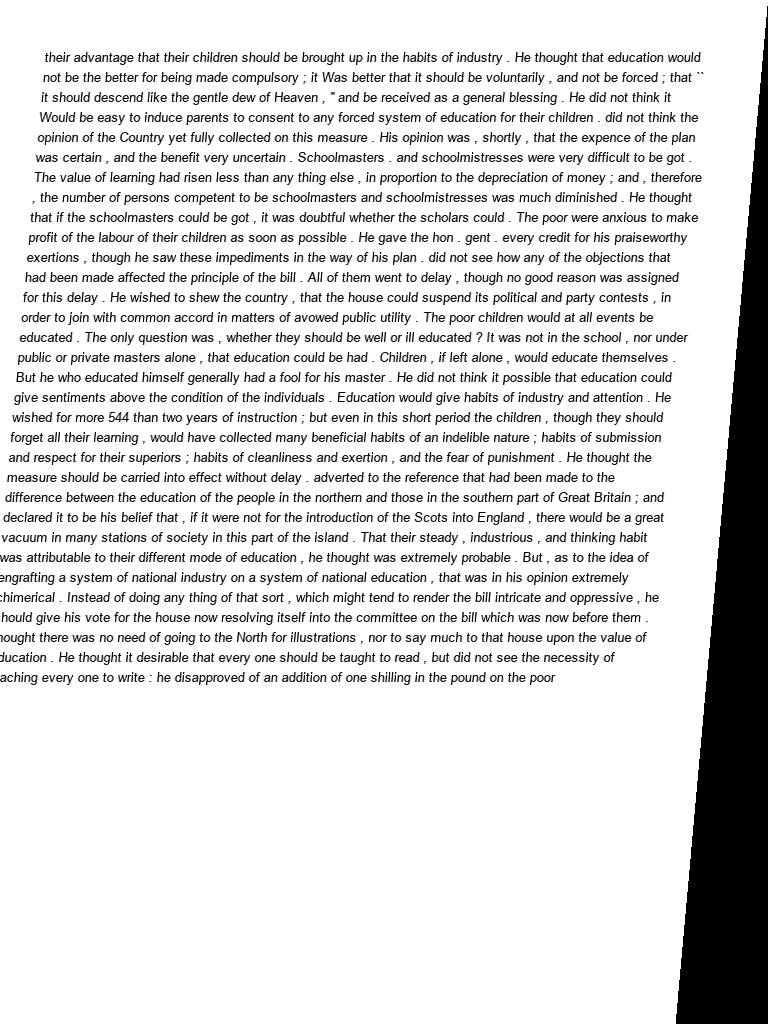 their advantage that their children should be brought up in the habits of industry . He thought that education would
not be the better for being made compulsory ; it Was better that it should be voluntarily , and not be forced ; that ``
it should descend like the gentle dew of Heaven , " and be received as a general blessing . He did not think it
Would be easy to induce parents to consent to any forced system of education for their children . did not think the
opinion of the Country yet fully collected on this measure . His opinion was , shortly , that the expence of the plan
was certain , and the benefit very uncertain . Schoolmasters . and schoolmistresses were very difficult to be got .
The value of learning had risen less than any thing else , in proportion to the depreciation of money ; and , therefore
, the number of persons competent to be schoolmasters and schoolmistresses was much diminished . He thought
that if the schoolmasters could be got , it was doubtful whether the scholars could . The poor were anxious to make
profit of the labour of their children as soon as possible . He gave the hon . gent . every credit for his praiseworthy
exertions , though he saw these impediments in the way of his plan . did not see how any of the objections that
had been made affected the principle of the bill . All of them went to delay , though no good reason was assigned
for this delay . He wished to shew the country , that the house could suspend its political and party contests , in
order to join with common accord in matters of avowed public utility . The poor children would at all events be
educated . The only question was , whether they should be well or ill educated ? It was not in the school , nor under
public or private masters alone , that education could be had . Children , if left alone , would educate themselves .
But he who educated himself generally had a fool for his master . He did not think it possible that education could
give sentiments above the condition of the individuals . Education would give habits of industry and attention . He
wished for more 544 than two years of instruction ; but even in this short period the children , though they should
forget all their learning , would have collected many beneficial habits of an indelible nature ; habits of submission
and respect for their superiors ; habits of cleanliness and exertion , and the fear of punishment . He thought the
measure should be carried into effect without delay . adverted to the reference that had been made to the
difference between the education of the people in the northern and those in the southern part of Great Britain ; and
declared it to be his belief that , if it were not for the introduction of the Scots into England , there would be a great
vacuum in many stations of society in this part of the island . That their steady , industrious , and thinking habit
was attributable to their different mode of education , he thought was extremely probable . But , as to the idea of
engrafting a system of national industry on a system of national education , that was in his opinion extremely
chimerical . Instead of doing any thing of that sort , which might tend to render the bill intricate and oppressive , he
hould give his vote for the house now resolving itself into the committee on the bill which was now before them .
nought there was no need of going to the North for illustrations , nor to say much to that house upon the value of
ducation . He thought it desirable that every one should be taught to read , but did not see the necessity of
aching every one to write : he disapproved of an addition of one shilling in the pound on the poor